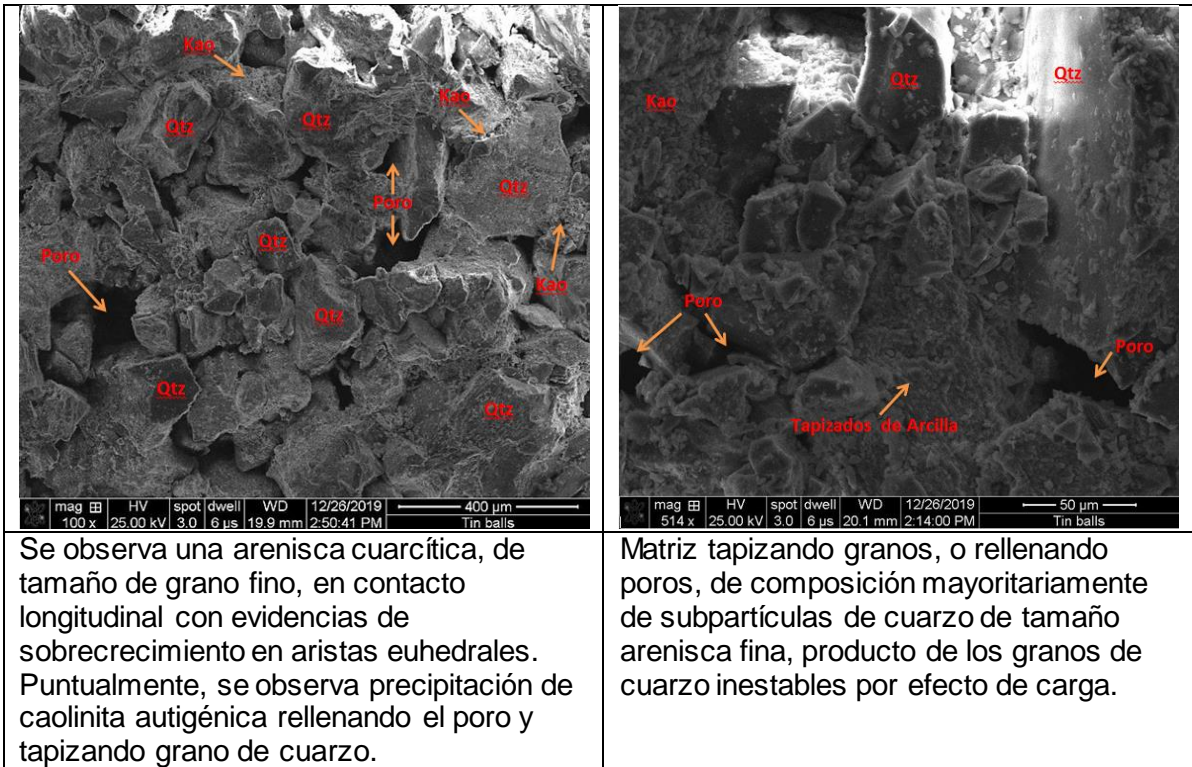 Kao
Qtz
Qtz
Kao
Qtz
Poro
Qtz
Poro
Kao
Qtz
Qtz
Qtz
mag HV spot dwell WD 12/26/2019 400 µm
100 x 25.00 kV 3.0 6 µs 19.9 mm 2:50:41 PM Tin balls
Qtz
Qtz
Kao
Poro
Poro
Tapizados de Arcilla
mag HV spot dwell WD 12/26/2019 50 µm
514 x 25.00 kV 3.0 6 µs 20.1 mm 2:14:00 PM Tin balls
Se observa una arenisca cuarcítica, de
tamaño de grano fino, en contacto
longitudinal con evidencias de
sobrecrecimiento en aristas euhedrales.
Puntualmente, se observa precipitación de
caolinita autigénica rellenando el poro y
tapizando grano de cuarzo.
Matriz tapizando granos, o rellenando
poros, de composición mayoritariamente
de subpartículas de cuarzo de tamaño
arenisca fina, producto de los granos de
cuarzo inestables por efecto de carga.